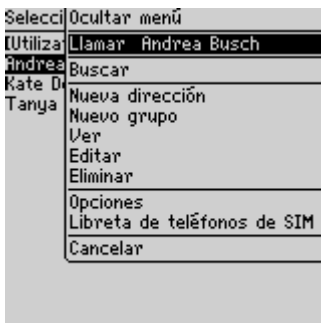 Selecci Ocultar menú
[Utiliza Llamar Andrea Busch
Andrea Buscar
Kate D
Tanya Nueva dirección
Nuevo grupo
Ver
Editar
Eliminar
Opciones
Libreta de teléfonos de SIM
Cancelar